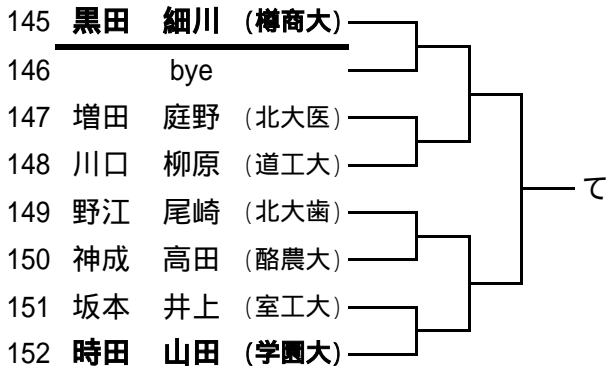 145 黒田 細川 (樽商大)
146 bye
147 増田 庭野 (北大医)
148 川口 柳原 (道工大)
て
149 野江 尾崎 (北大歯)
150 神成 高田 (酪農大)
151 坂本 井上 (室工大)
152 時田 山田 (学園大)